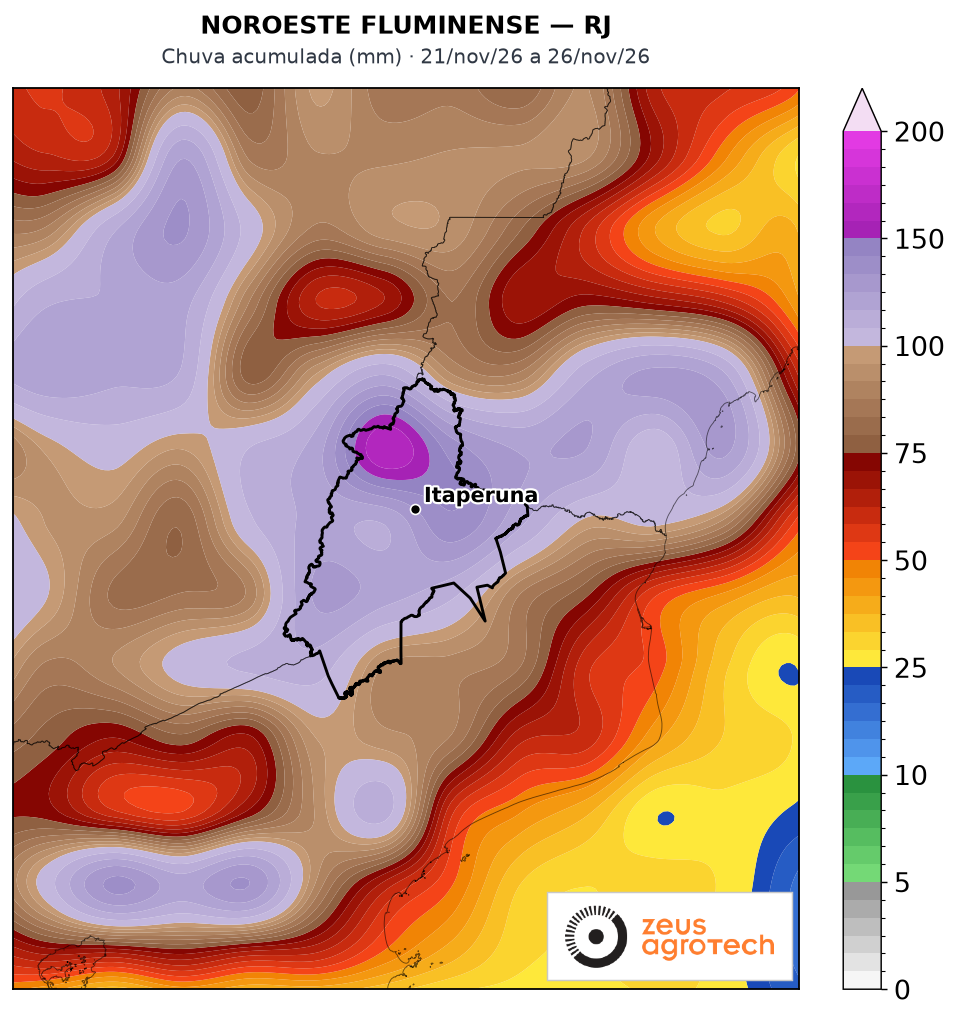 NOROESTE FLUMINENSE — RJ
Chuva acumulada (mm) · 21/nov/26 a 26/nov/26
200
150
100
75
50
25
10
5
0
Itaperuna
zeus
agrotech